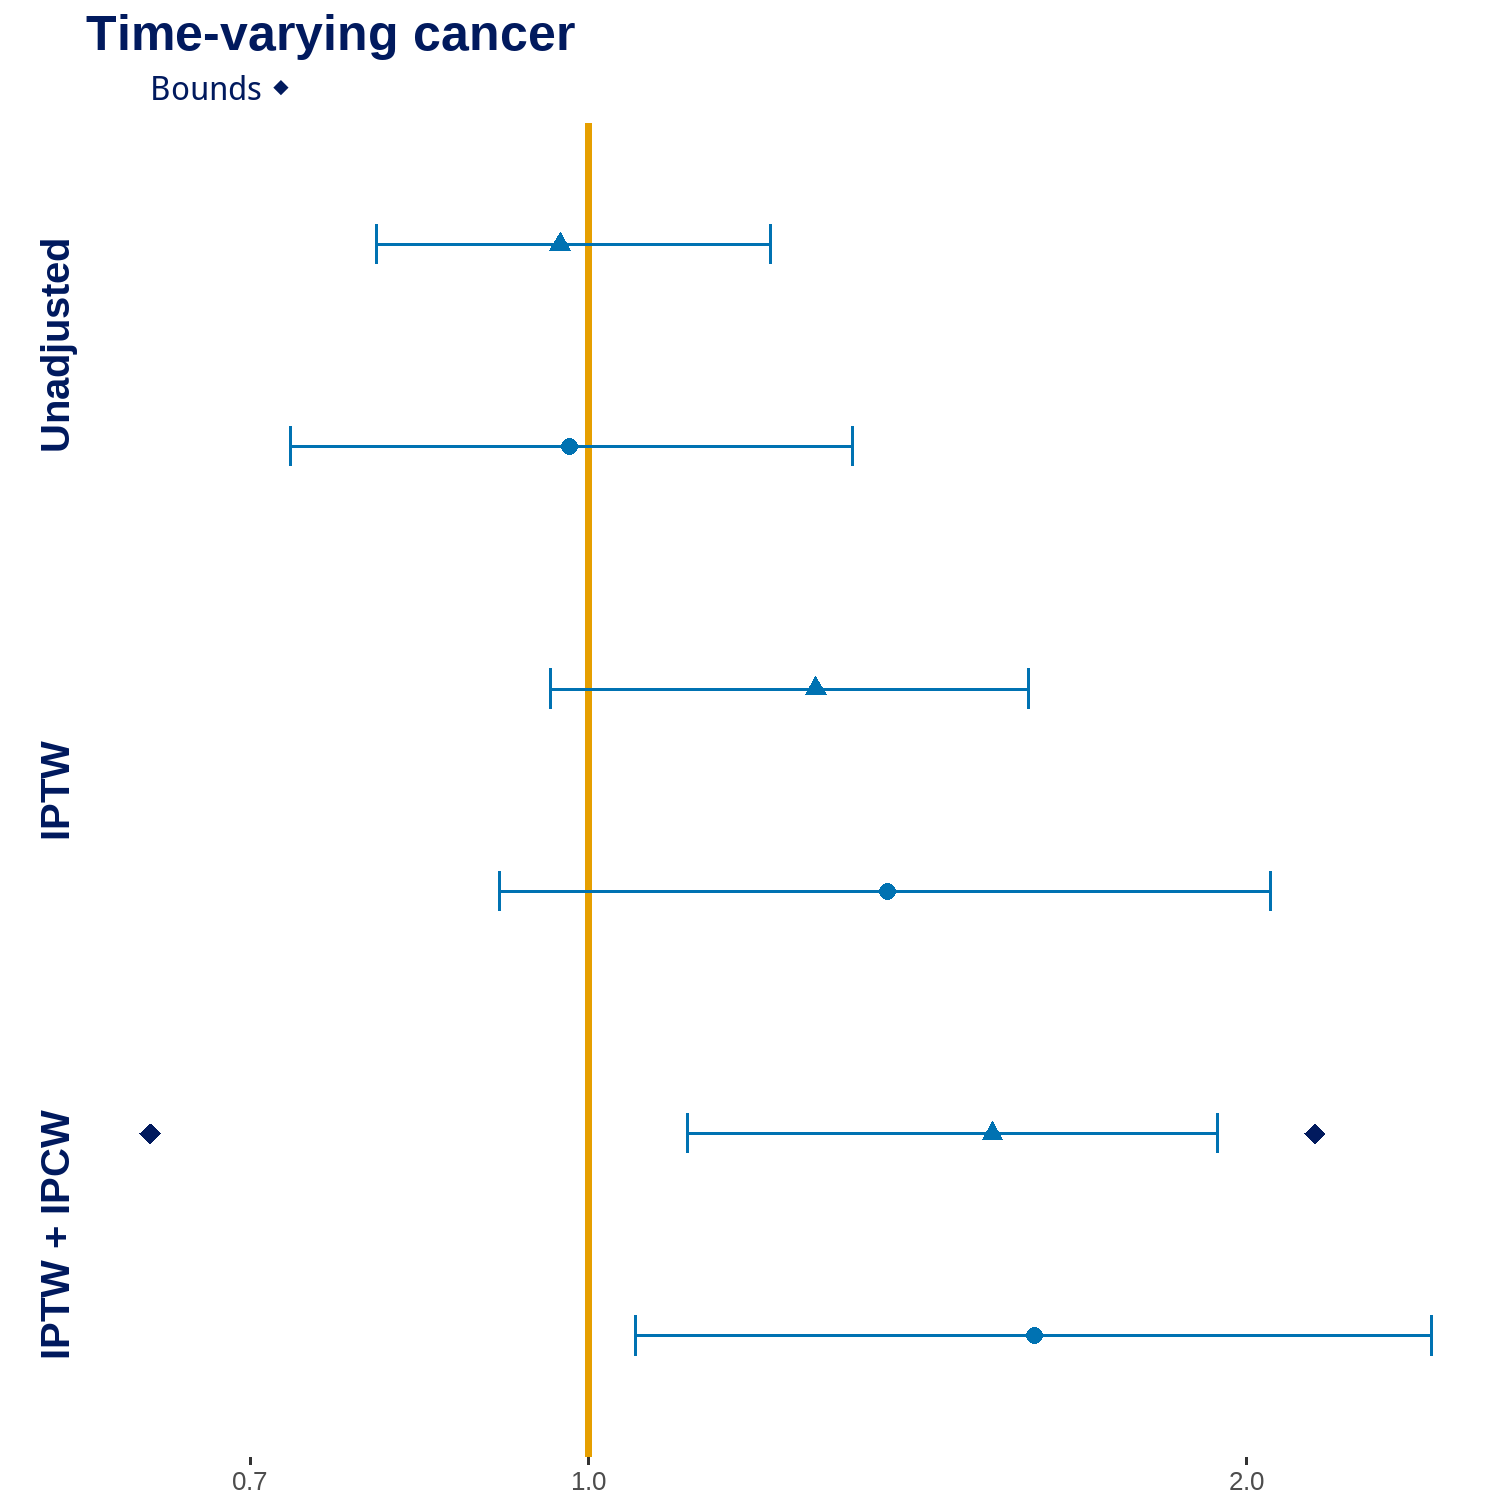 Time-varying cancer
Bounds
Unadjusted
IPTW
IPTW + IPCW
0.7
1.0
2.0